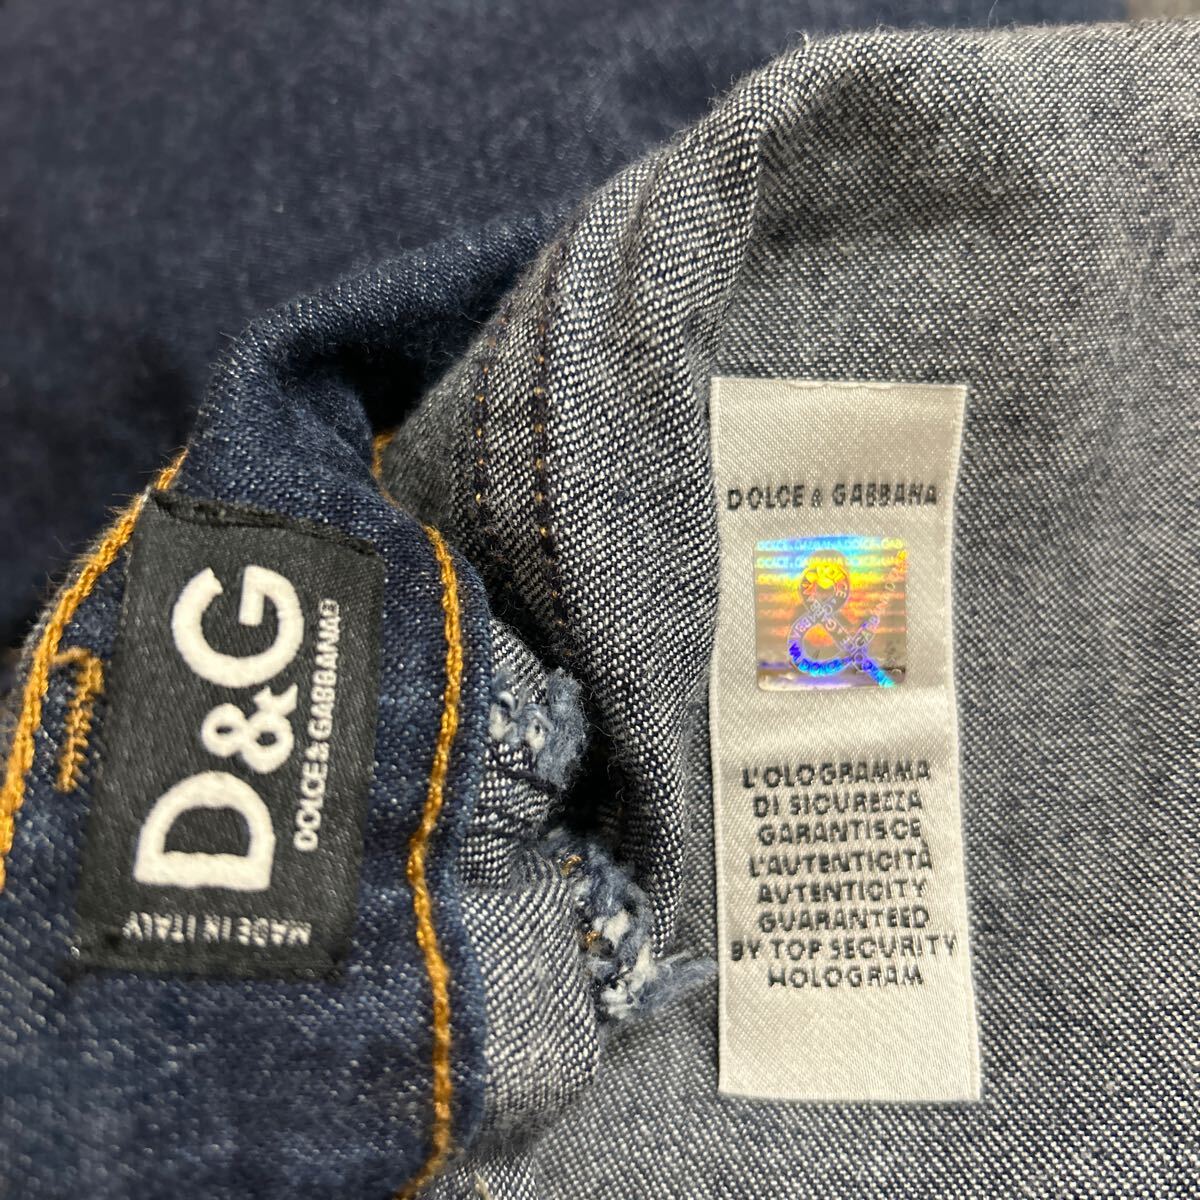 D&G
DOLCE & GABBANA®
MADE IN ITALY
DOLCE & GABBANA
&
L'OLOGRAMMA
DI SICUREZZA
GARANTISCE
L'AUTENTICITÀ
AUTENTICITY
GUARANTEED
BY TOP SECURITY
HOLOGRAM